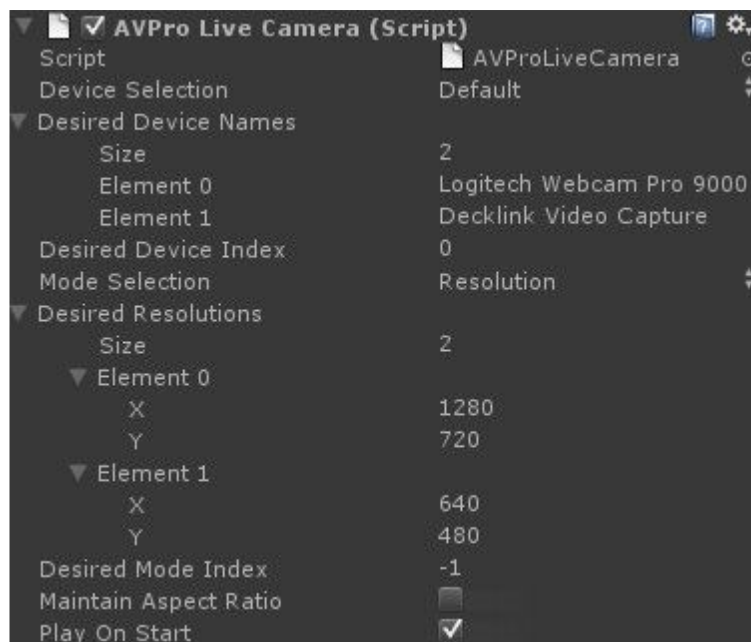 AVPro Live Camera (Script)
Script AVProLiveCamera
Device Selection Default
Desired Device Names
Size 2
Element 0 Logitech Webcam Pro 9000
Element 1 Decklink Video Capture
Desired Device Index 0
Mode Selection Resolution
Desired Resolutions
Size 2
Element 0
X 1280
Y 720
Element 1
X 640
Y 480
Desired Mode Index -1
Maintain Aspect Ratio
Play On Start